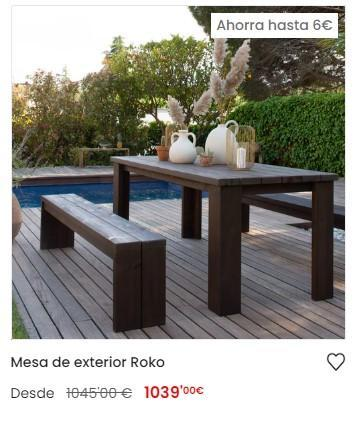 Ahorra hasta 6€
Mesa de exterior Roko
Desde 1045'00 € 1039'00€